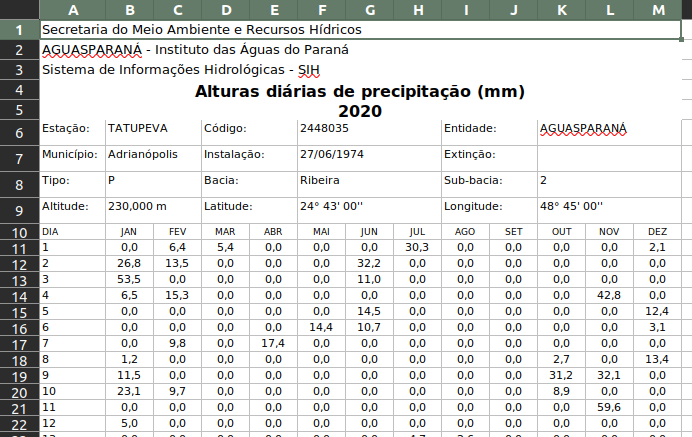 A B C D E F G H I J K L M
1 Secretaria do Meio Ambiente e Recursos Hídricos
2 AGUASPARANÁ - Instituto das Águas do Paraná
3 Sistema de Informações Hidrológicas - SIH
4 Alturas diárias de precipitação (mm)
5 2020
6 Estação: TATUPEVA Código: 2448035 Entidade: AGUASPARANÁ
7 Município: Adrianópolis Instalação: 27/06/1974 Extinção:
8 Tipo: P Bacia: Ribeira Sub-bacia: 2
9 Altitude: 230,000 m Latitude: 24° 43' 00'' Longitude: 48° 45' 00''
10 DIA JAN FEV MAR ABR MAI JUN JUL AGO SET OUT NOV DEZ
11 1 0,0 6,4 5,4 0,0 0,0 0,0 30,3 0,0 0,0 0,0 0,0 2,1
12 2 26,8 13,5 0,0 0,0 0,0 32,2 0,0 0,0 0,0 0,0 0,0 0,0
13 3 53,5 0,0 0,0 0,0 0,0 11,0 0,0 0,0 0,0 0,0 0,0 0,0
14 4 6,5 15,3 0,0 0,0 0,0 0,0 0,0 0,0 0,0 0,0 42,8 0,0
15 5 0,0 0,0 0,0 0,0 0,0 14,5 0,0 0,0 0,0 0,0 0,0 12,4
16 6 0,0 0,0 0,0 0,0 14,4 10,7 0,0 0,0 0,0 0,0 0,0 3,1
17 7 0,0 9,8 0,0 17,4 0,0 0,0 0,0 0,0 0,0 0,0 0,0 0,0
18 8 1,2 0,0 0,0 0,0 0,0 0,0 0,0 0,0 0,0 2,7 0,0 13,4
19 9 11,5 0,0 0,0 0,0 0,0 0,0 0,0 0,0 0,0 31,2 32,1 0,0
20 10 23,1 9,7 0,0 0,0 0,0 0,0 0,0 0,0 0,0 8,9 0,0 0,0
21 11 0,0 0,0 0,0 0,0 0,0 0,0 0,0 0,0 0,0 0,0 59,6 0,0
22 12 5,0 0,0 0,0 0,0 0,0 0,0 0,0 0,0 0,0 0,0 0,0 0,0